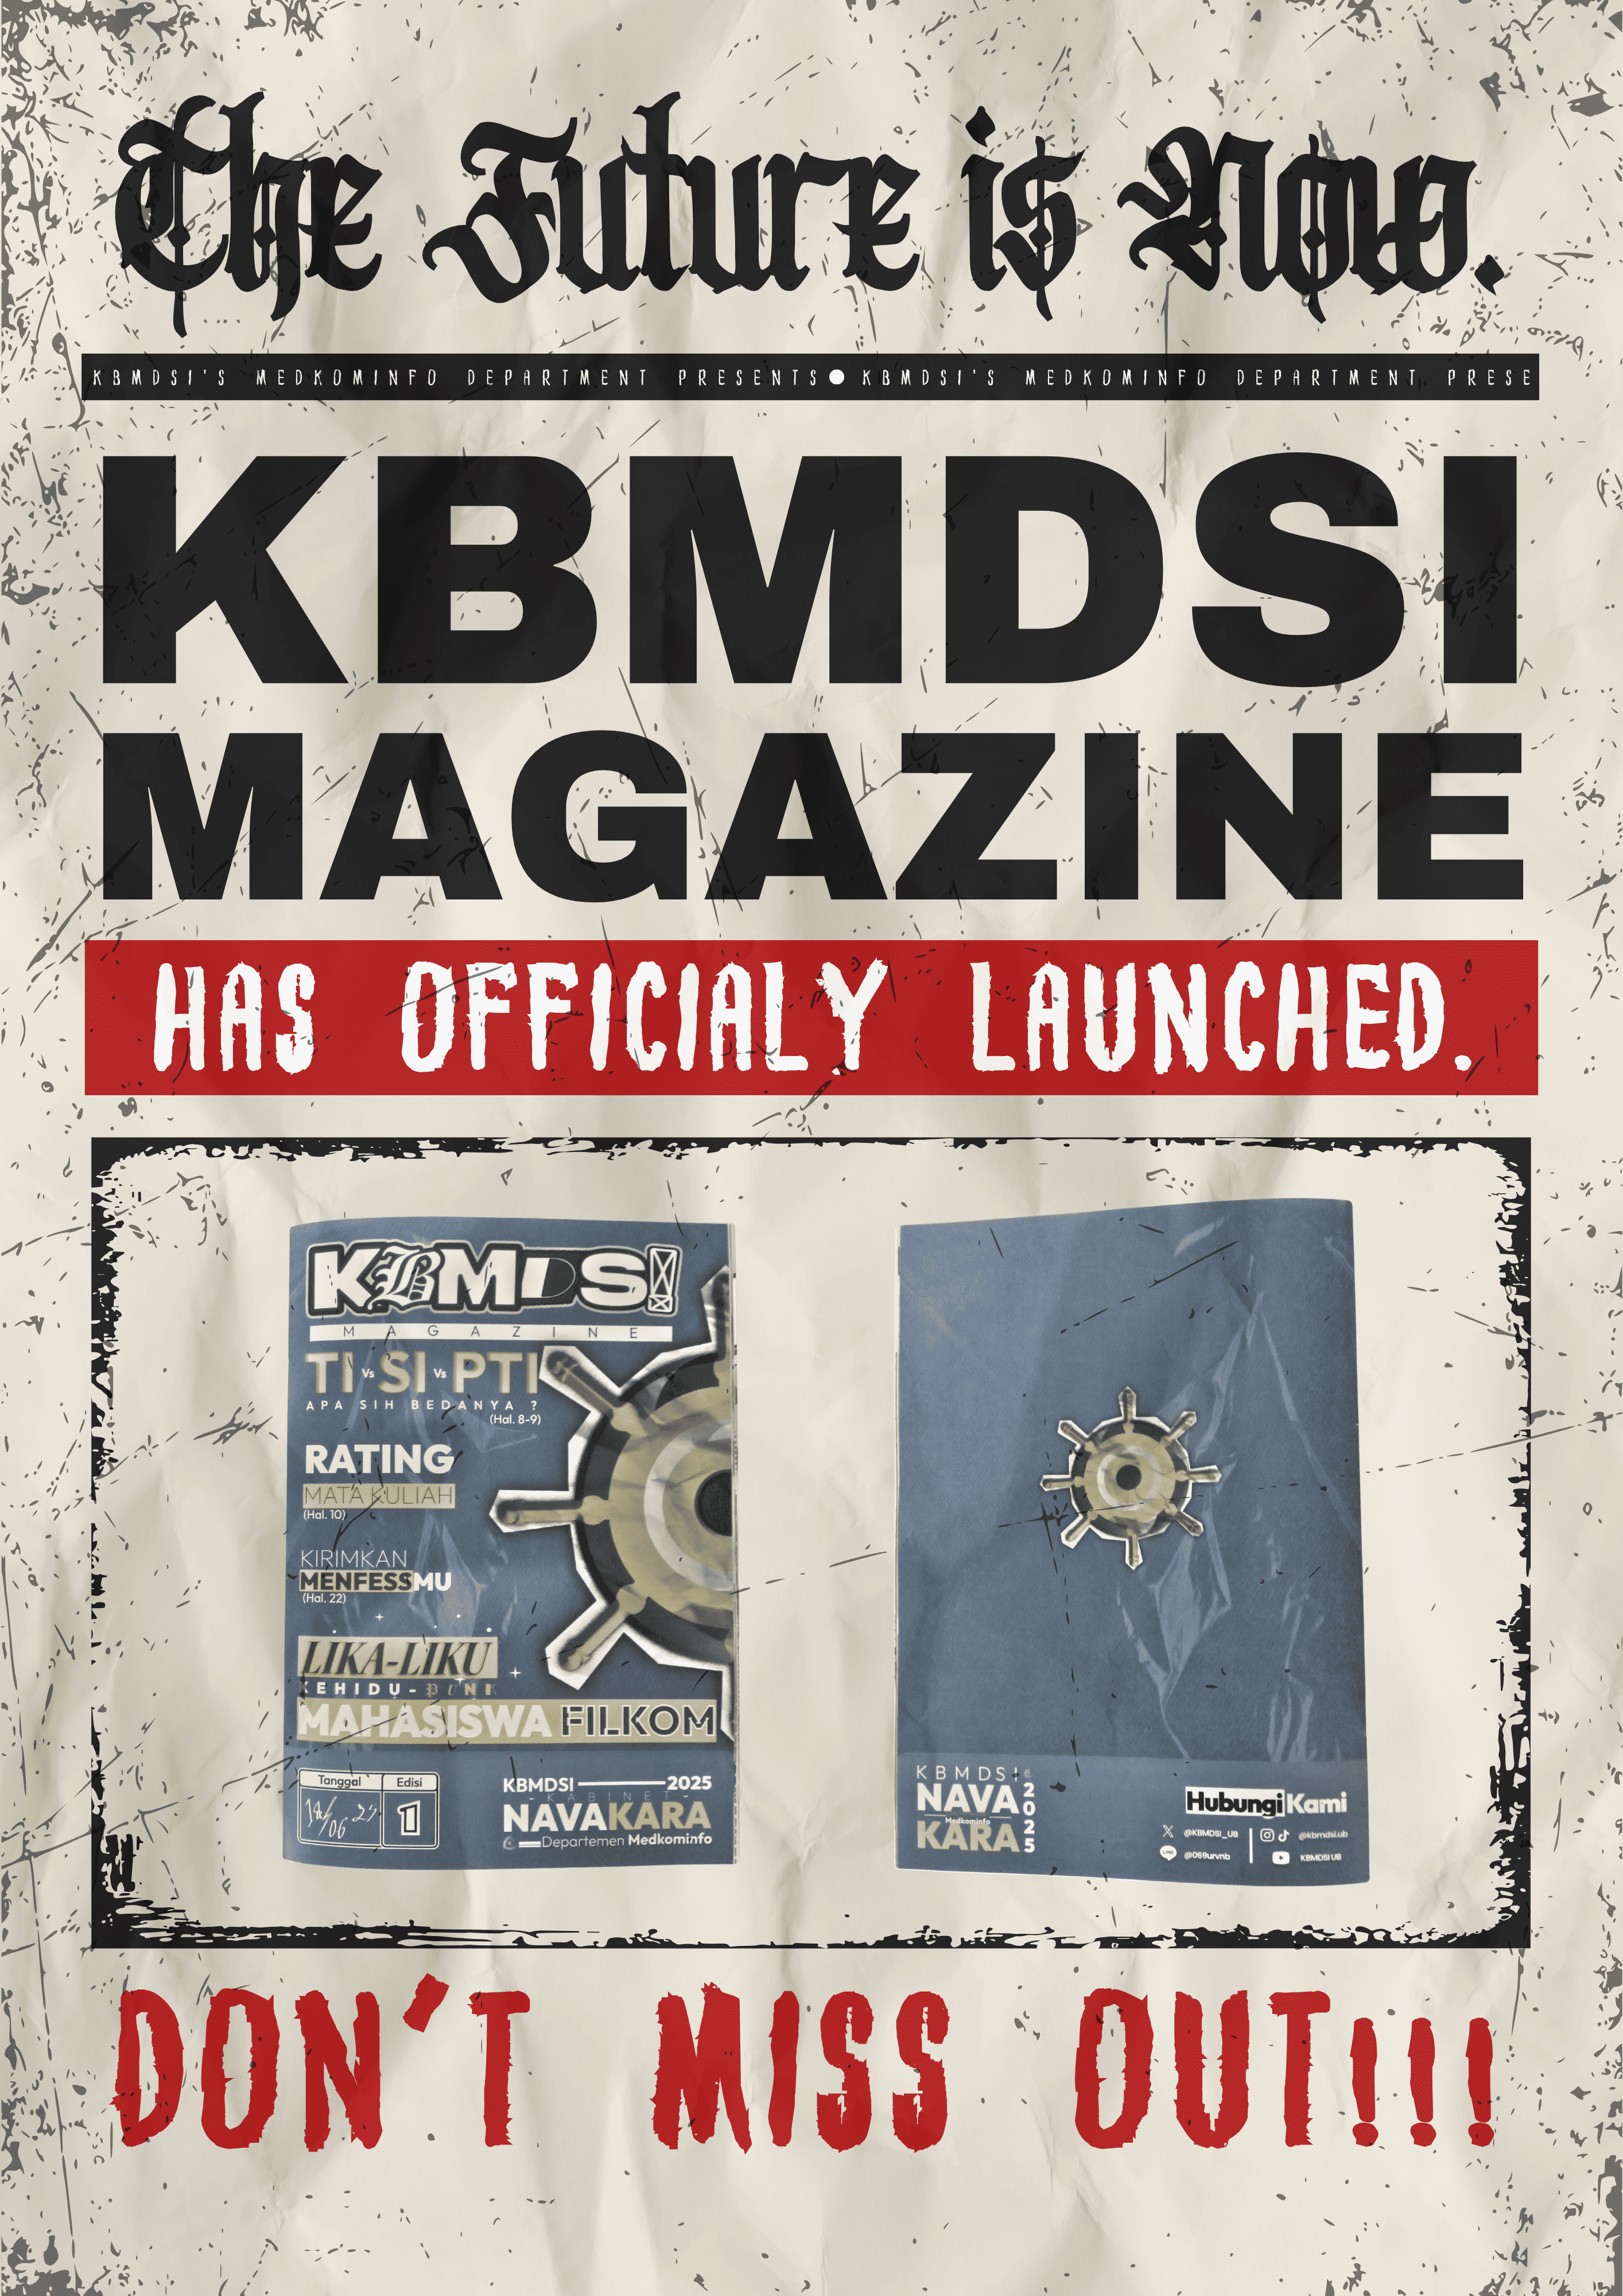 The Future is Now.
KBMDSI'S MEDKOMINFO DEPARTMENT PRESENTS ● KBMDSI'S MEDKOMINFO DEPARTMENT PRESE
KBMDSI
MAGAZINE
HAS OFFICIALY LAUNCHED.
KBMDSI
MAGAZINE
TI Vs SI Vs PTI
APA SIH BEDANYA ?
(Hal. 8-9)
RATING
MATA KULIAH
(Hal. 10)
KIRIMKAN
MENFESSMU
(Hal. 22)
LIKA-LIKU
KEHIDU-
MAHASISWA FILKOM
Tanggal Edisi
1
KBMDSI 2025
- KABINET -
NAVAKARA
Departemen Medkominfo
KBMDSI
NAVA
Medkominfo
KARA
2025
Hubungi Kami
@KBMDSI_UB @kbmdsi.ub
LINE @069urvnb KBMDSI UB
DON'T MISS OUT!!!